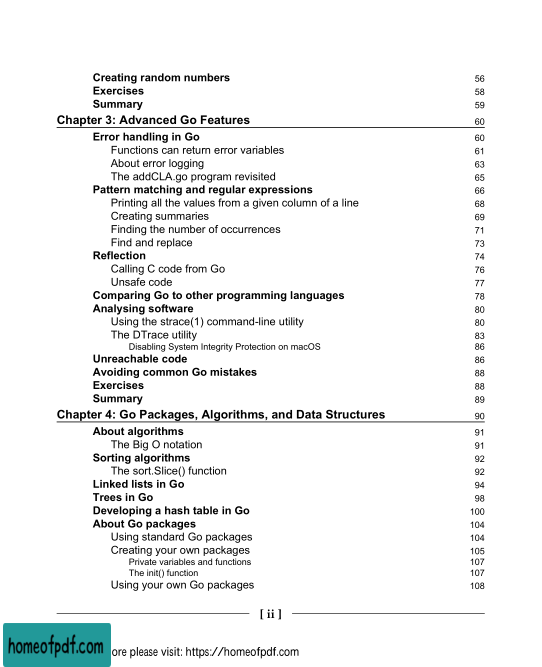 Creating random numbers 56
Exercises 58
Summary 59
Chapter 3: Advanced Go Features 60
Error handling in Go 60
Functions can return error variables 61
About error logging 63
The addCLA.go program revisited 65
Pattern matching and regular expressions 66
Printing all the values from a given column of a line 68
Creating summaries 69
Finding the number of occurrences 71
Find and replace 73
Reflection 74
Calling C code from Go 76
Unsafe code 77
Comparing Go to other programming languages 78
Analysing software 80
Using the strace(1) command-line utility 80
The DTrace utility 83
Disabling System Integrity Protection on macOS 86
Unreachable code 86
Avoiding common Go mistakes 88
Exercises 88
Summary 89
Chapter 4: Go Packages, Algorithms, and Data Structures 90
About algorithms 91
The Big O notation 91
Sorting algorithms 92
The sort.Slice() function 92
Linked lists in Go 94
Trees in Go 98
Developing a hash table in Go 100
About Go packages 104
Using standard Go packages 104
Creating your own packages 105
Private variables and functions 107
The init() function 107
Using your own Go packages 108
[ ii ]
homeofpdf.com ore please visit: https://homeofpdf.com